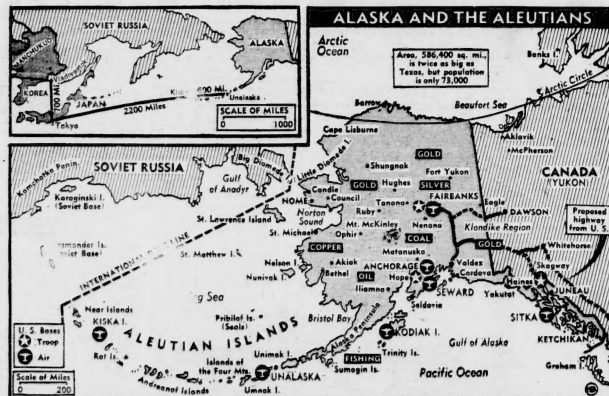 ALASKA AND THE ALEUTIANS
SOVIET RUSSIA
ALASKA
MANCHUKUO
Vladivostok
KOREA
JAPAN
Tokyo
2200 Miles
Unalaska
SCALE OF MILES
0 1000
Arctic
Ocean
Area, 586,400 sq. mi.,
is twice as big as
Texas, but population
is only 73,000
Banks I.
Arctic Circle
Beaufort Sea
Barrow
Cape Lisburne
Aklavik
McPherson
SOVIET RUSSIA
Big Diomede I.
Little Diomede I.
Kamchatka Penin.
Gulf
of Anadyr
Karaginski I.
(Soviet Base)
Shungnak
GOLD
Fort Yukon
CANADA
(YUKON)
Candle
Council
GOLD
Hughes
SILVER
FAIRBANKS
Tanana
NOME
Norton
Sound
Ruby
Eagle
DAWSON
Klondike Region
Proposed
highway
from U.S.
St. Lawrence Island
St. Michael
Ophir
Mt. McKinley
Nenana
COAL
GOLD
Whitehorse
INTERNATIONAL DATE LINE
St. Matthew I.
COPPER
Matanuska
Skagway
Akiak
Bethel
ANCHORAGE
Hope
Valdez
Cordova
Haines
JUNEAU
Nelson I.
Nunivak I.
OIL
Iliamna
SEWARD
Seldovia
Yakutat
SITKA
KETCHIKAN
Bristol Bay
Near Islands
KISKA I.
Pribilof Is.
(Seals)
Alaska Peninsula
KODIAK I.
Gulf of Alaska
Graham I.
ALEUTIAN ISLANDS
U.S. Bases
Troop
Air
Rat Is.
Islands of
the Four Mts.
Unimak I.
FISHING
Trinity Is.
Sumagin Is.
Scale of Miles
0 200
Andreanof Islands
Umnak I.
UNALASKA
Pacific Ocean